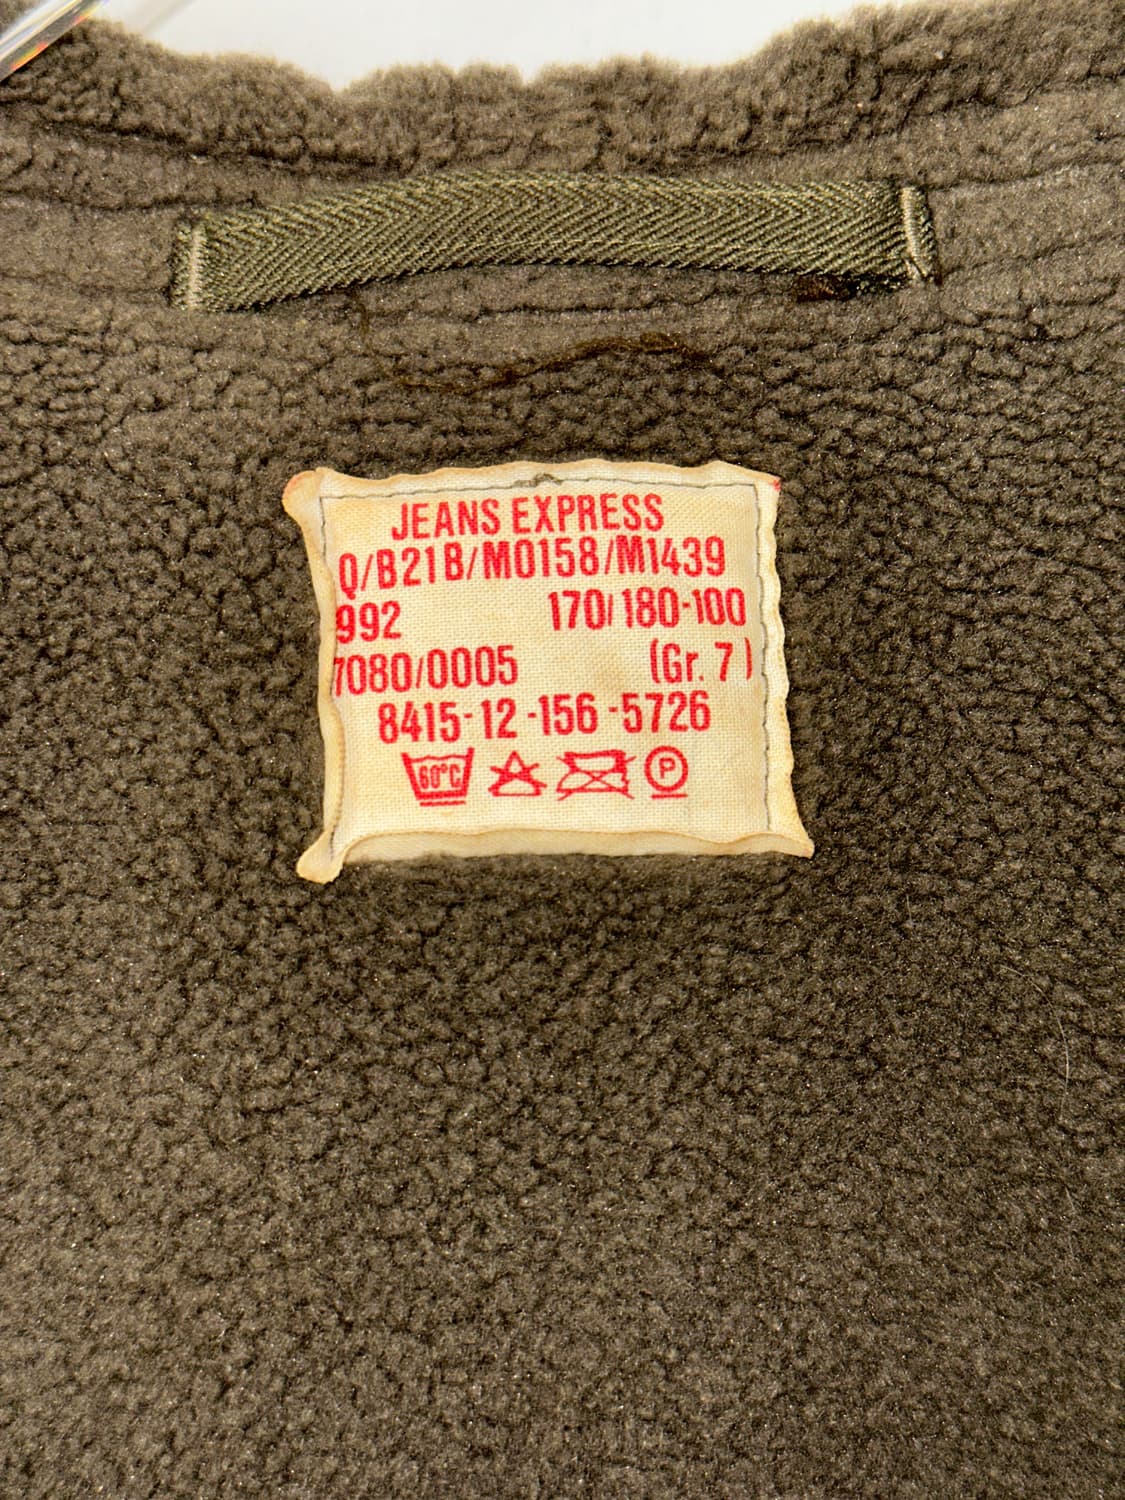 JEANS EXPRESS
Q/B21B/M0158/M1439
992 170/180-100
7080/0005 (Gr. 7)
8415-12-156-5726
60°C P